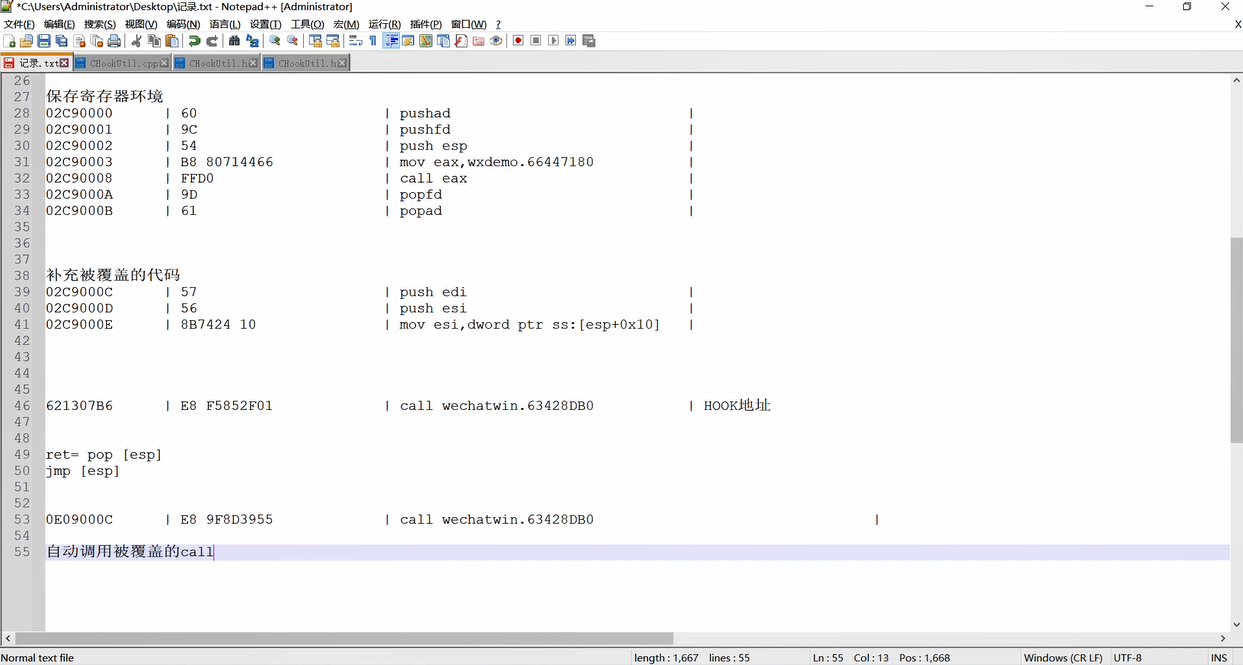 *C:\Users\Administrator\Desktop\记录.txt - Notepad++ [Administrator]
文件(F) 编辑(E) 搜索(S) 视图(V) 编码(N) 语言(L) 设置(T) 工具(O) 宏(M) 运行(R) 插件(P) 窗口(W) ? X
记录.txt CHookUtil.cpp CHookUtil.h CHookUtil.h
26
27 保存寄存器环境
28 02C90000 | 60 | pushad |
29 02C90001 | 9C | pushfd |
30 02C90002 | 54 | push esp |
31 02C90003 | B8 80714466 | mov eax,wxdemo.66447180 |
32 02C90008 | FFD0 | call eax |
33 02C9000A | 9D | popfd |
34 02C9000B | 61 | popad |
35
36
37
38 补充被覆盖的代码
39 02C9000C | 57 | push edi |
40 02C9000D | 56 | push esi |
41 02C9000E | 8B7424 10 | mov esi,dword ptr ss:[esp+0x10] |
42
43
44
45
46 621307B6 | E8 F5852F01 | call wechatwin.63428DB0 | HOOK地址
47
48
49 ret= pop [esp]
50 jmp [esp]
51
52
53 0E09000C | E8 9F8D3955 | call wechatwin.63428DB0 |
54
55 自动调用被覆盖的call
Normal text file length : 1,667 lines : 55 Ln : 55 Col : 13 Pos : 1,668 Windows (CR LF) UTF-8 INS